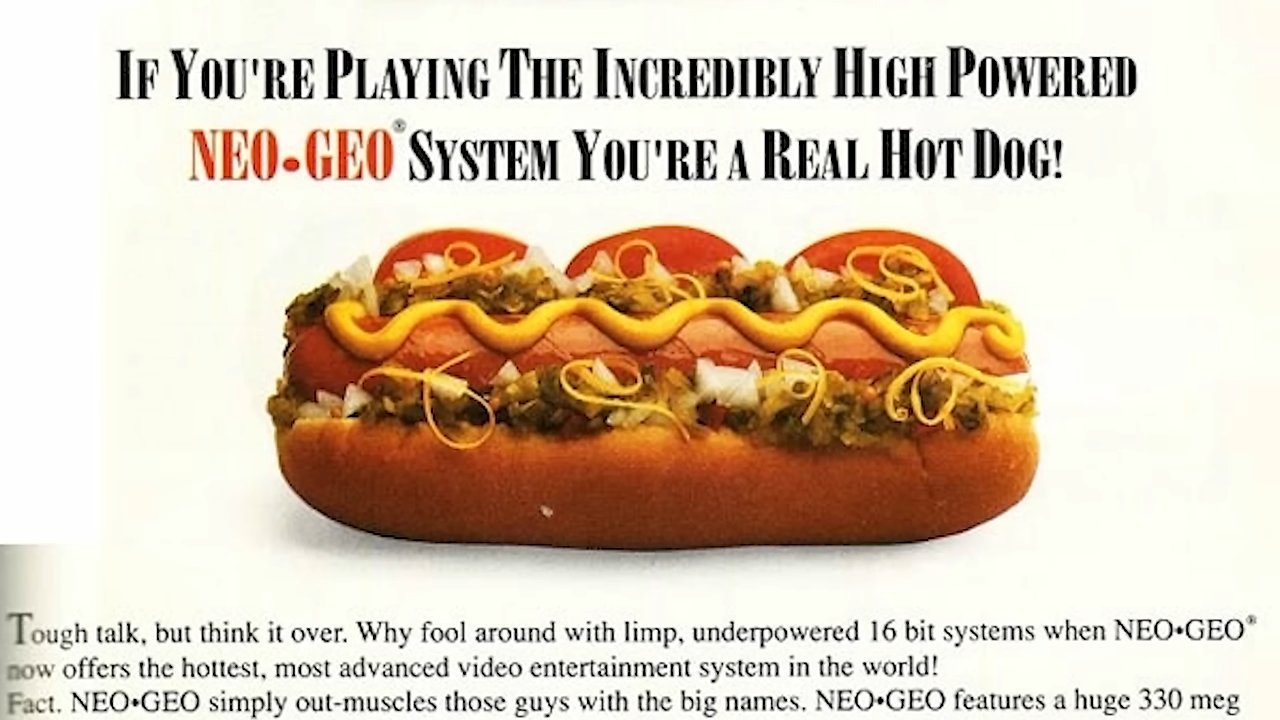 IF YOU'RE PLAYING THE INCREDIBLY HIGH POWERED
NEO•GEO® SYSTEM YOU'RE A REAL HOT DOG!
Tough talk, but think it over. Why fool around with limp, underpowered 16 bit systems when NEO•GEO®
now offers the hottest, most advanced video entertainment system in the world!
Fact. NEO•GEO simply out-muscles those guys with the big names. NEO•GEO features a huge 330 meg